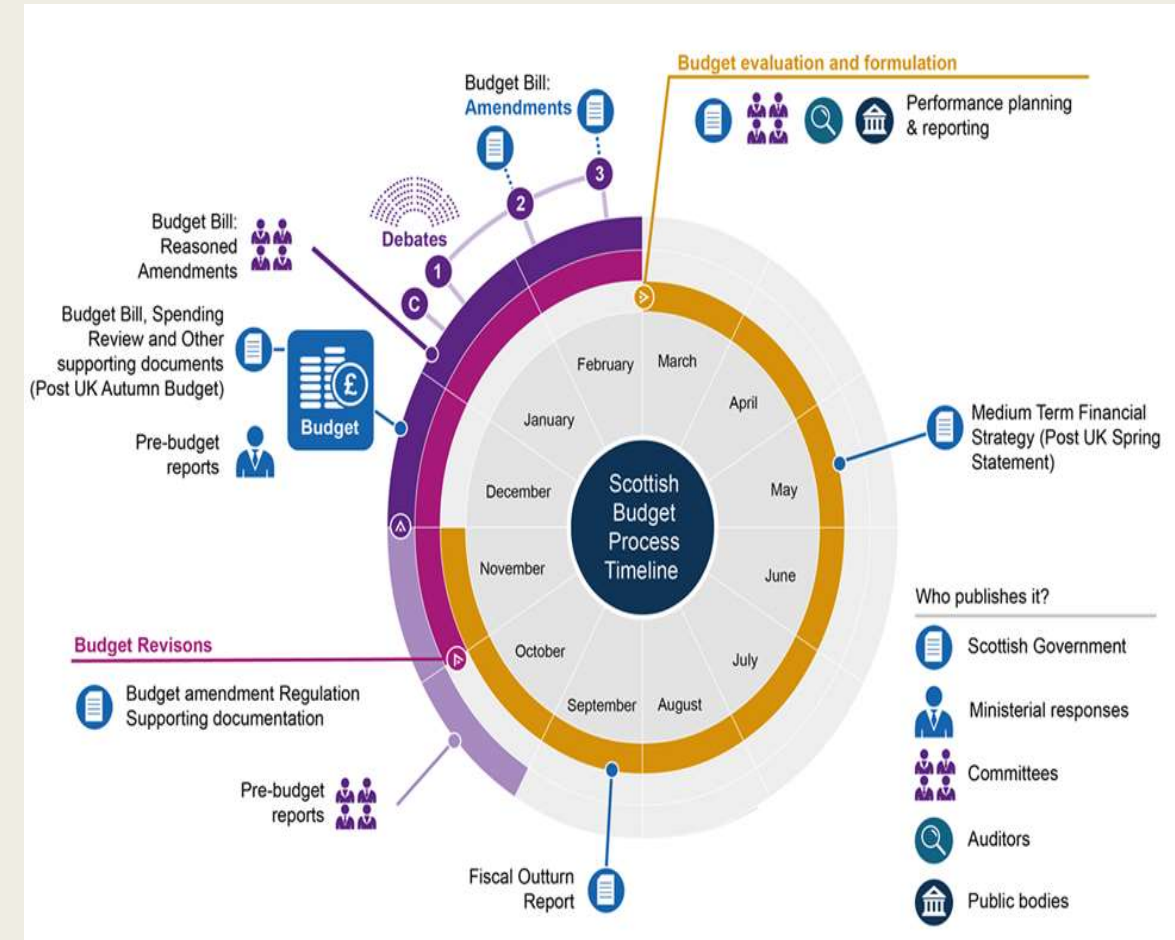 Budget evaluation and formulation
Performance planning
& reporting
Budget Bill:
Amendments
3
2
Debates
1
C
Budget Bill:
Reasoned
Amendments
Budget Bill, Spending
Review and Other
supporting documents
(Post UK Autumn Budget)
£
Budget
Pre-budget
reports
February
March
January
April
December
May
November
June
October
July
September
August
Scottish
Budget
Process
Timeline
Medium Term Financial
Strategy (Post UK Spring
Statement)
Budget Revisons
Budget amendment Regulation
Supporting documentation
Pre-budget
reports
Fiscal Outturn
Report
Who publishes it?
Scottish Government
Ministerial responses
Committees
Auditors
Public bodies